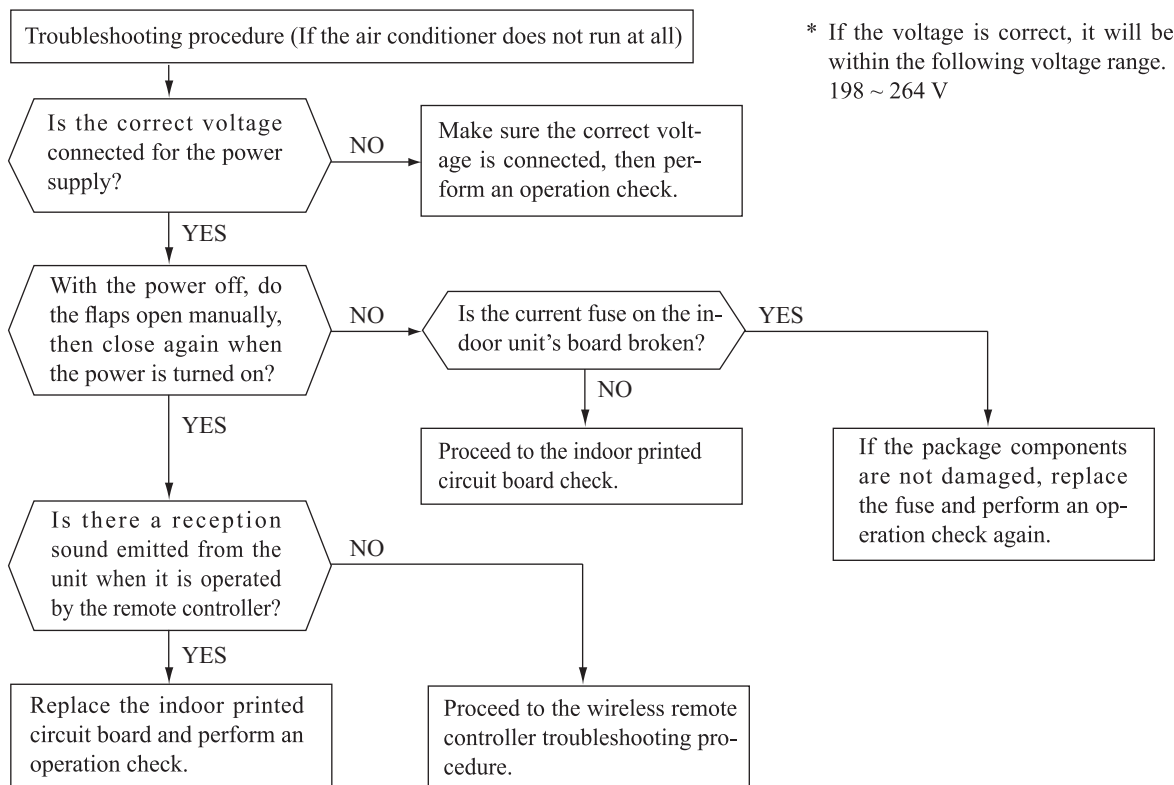 Troubleshooting procedure (If the air conditioner does not run at all)
* If the voltage is correct, it will be
within the following voltage range.
198 ~ 264 V
Is the correct voltage
connected for the power
supply?
NO
Make sure the correct volt-
age is connected, then per-
form an operation check.
YES
With the power off, do
the flaps open manually,
then close again when
the power is turned on?
NO
Is the current fuse on the in-
door unit's board broken?
YES
NO
YES
Proceed to the indoor printed
circuit board check.
If the package components
are not damaged, replace
the fuse and perform an op-
eration check again.
Is there a reception
sound emitted from the
unit when it is operated
by the remote controller?
NO
YES
Replace the indoor printed
circuit board and perform an
operation check.
Proceed to the wireless remote
controller troubleshooting pro-
cedure.